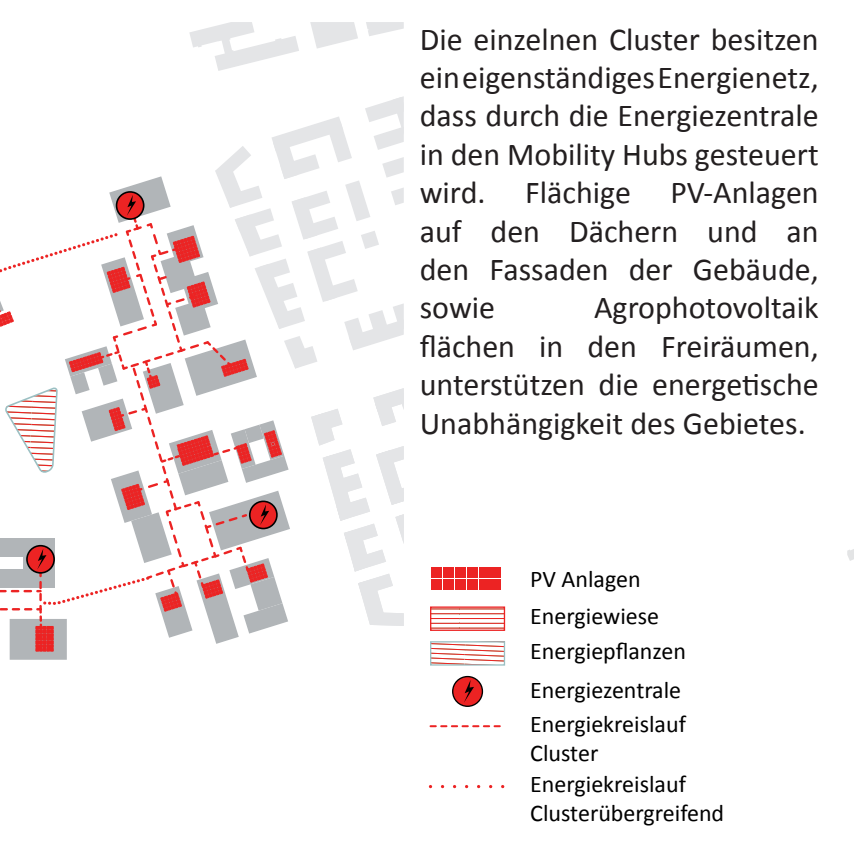 Die einzelnen Cluster besitzen
ein eigenständiges Energienetz,
dass durch die Energiezentrale
in den Mobility Hubs gesteuert
wird. Flächige PV-Anlagen
auf den Dächern und an
den Fassaden der Gebäude,
sowie Agrophotovoltaik
flächen in den Freiräumen,
unterstützen die energetische
Unabhängigkeit des Gebietes.
PV Anlagen
Energiewiese
Energiepflanzen
Energiezentrale
Energiekreislauf
Cluster
Energiekreislauf
Clusterübergreifend